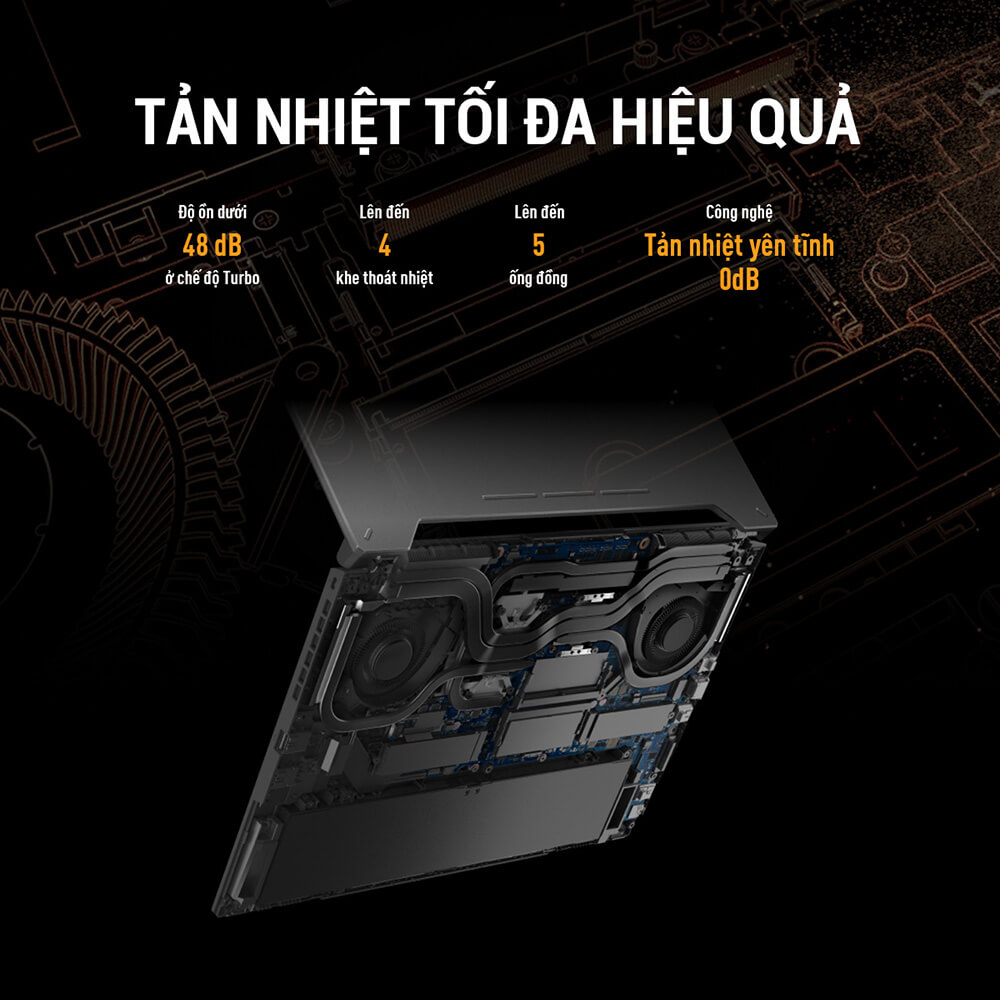 TẢN NHIỆT TỐI ĐA HIỆU QUẢ
Độ ồn dưới
48 dB
ở chế độ Turbo
Lên đến
4
khe thoát nhiệt
Lên đến
5
ống đồng
Công nghệ
Tản nhiệt yên tĩnh
0dB